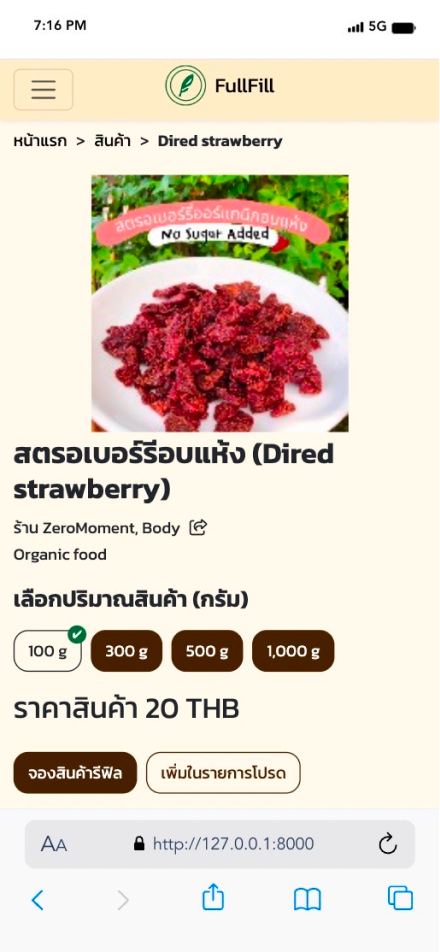 7:16 PM
5G
FullFill
หน้าแรก > สินค้า > Dired strawberry
สตรอเบอร์รี่ออร์แกนิกอบแห้ง
No Sugar Added
สตรอเบอร์รีอบแห้ง (Dired
strawberry)
ร้าน ZeroMoment, Body
Organic food
เลือกปริมาณสินค้า (กรัม)
100 g 300 g 500 g 1,000 g
ราคาสินค้า 20 THB
จองสินค้ารีฟิล เพิ่มในรายการโปรด
AA http://127.0.0.1:8000